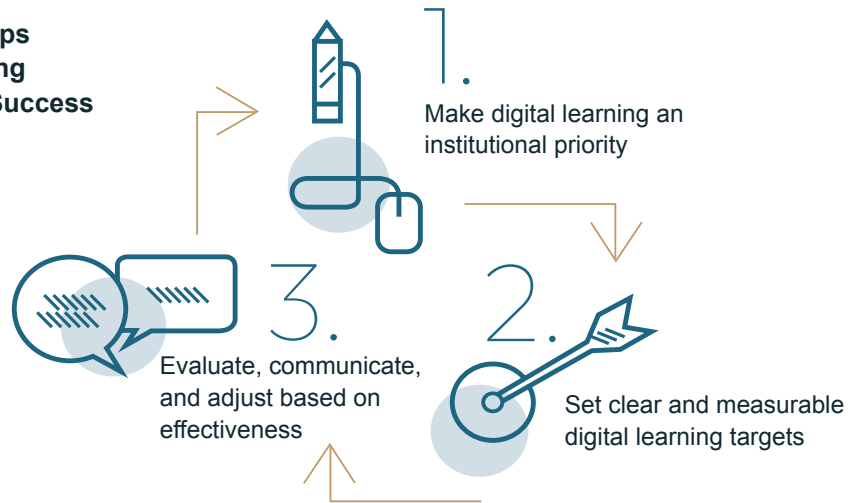 ps
ng
Success
1.
Make digital learning an
institutional priority
2.
Set clear and measurable
digital learning targets
3.
Evaluate, communicate,
and adjust based on
effectiveness